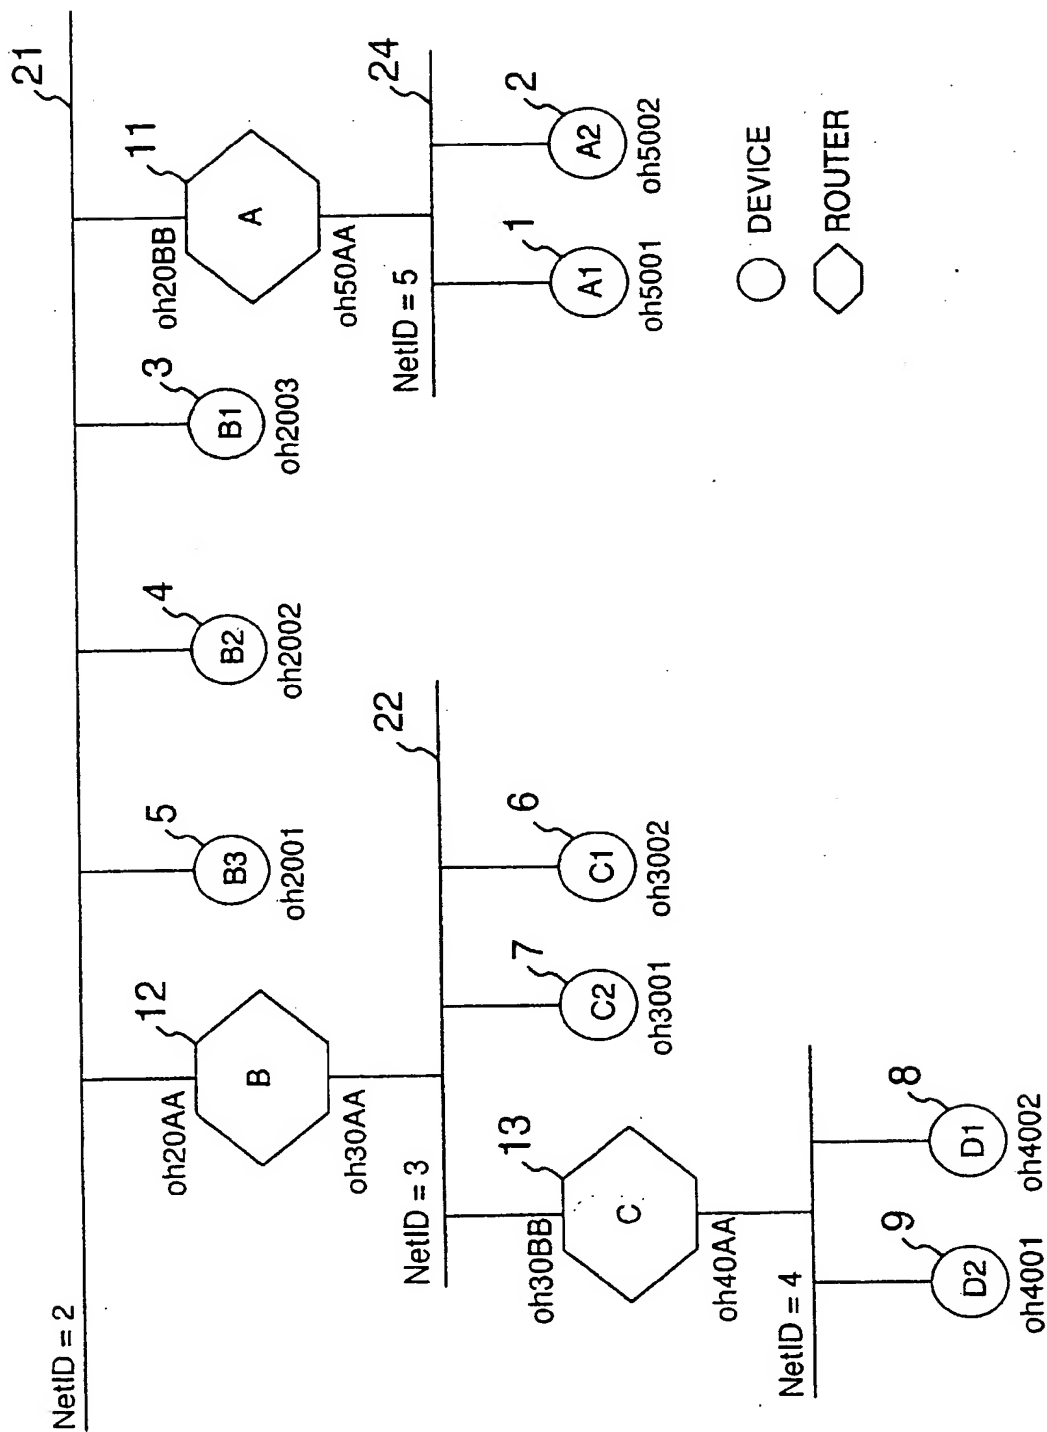 21
NetID = 2
12
oh20AA
B
oh30AA
5
B3
oh2001
4
B2
oh2002
3
B1
oh2003
11
oh20BB
A
oh50AA
22
NetID = 3
13
oh30BB
C
oh40AA
7
C2
oh3001
6
C1
oh3002
24
NetID = 5
1
A1
oh5001
2
A2
oh5002
NetID = 4
9
D2
oh4001
8
D1
oh4002
DEVICE
ROUTER